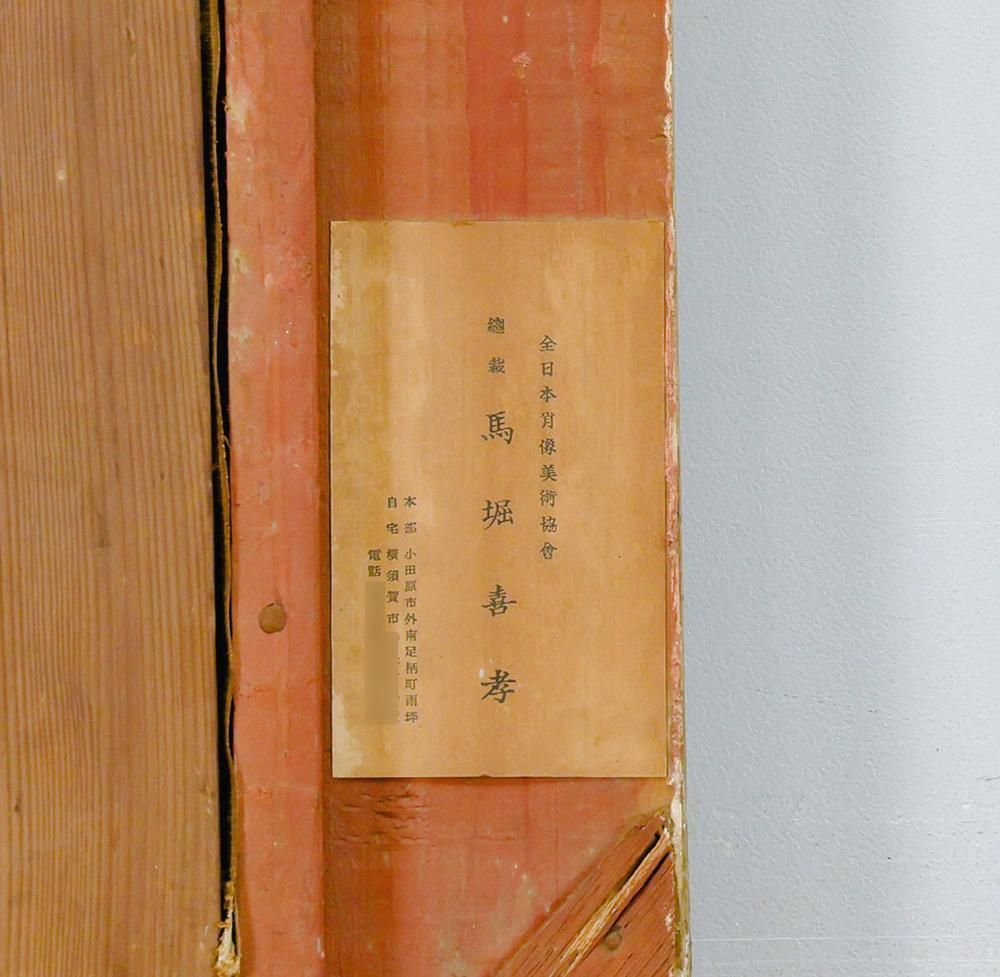 全日本肖像美術協會
總裁 馬堀喜孝
本部 小田原市外南足柄町雨坪
自宅 橫須賀市
電話